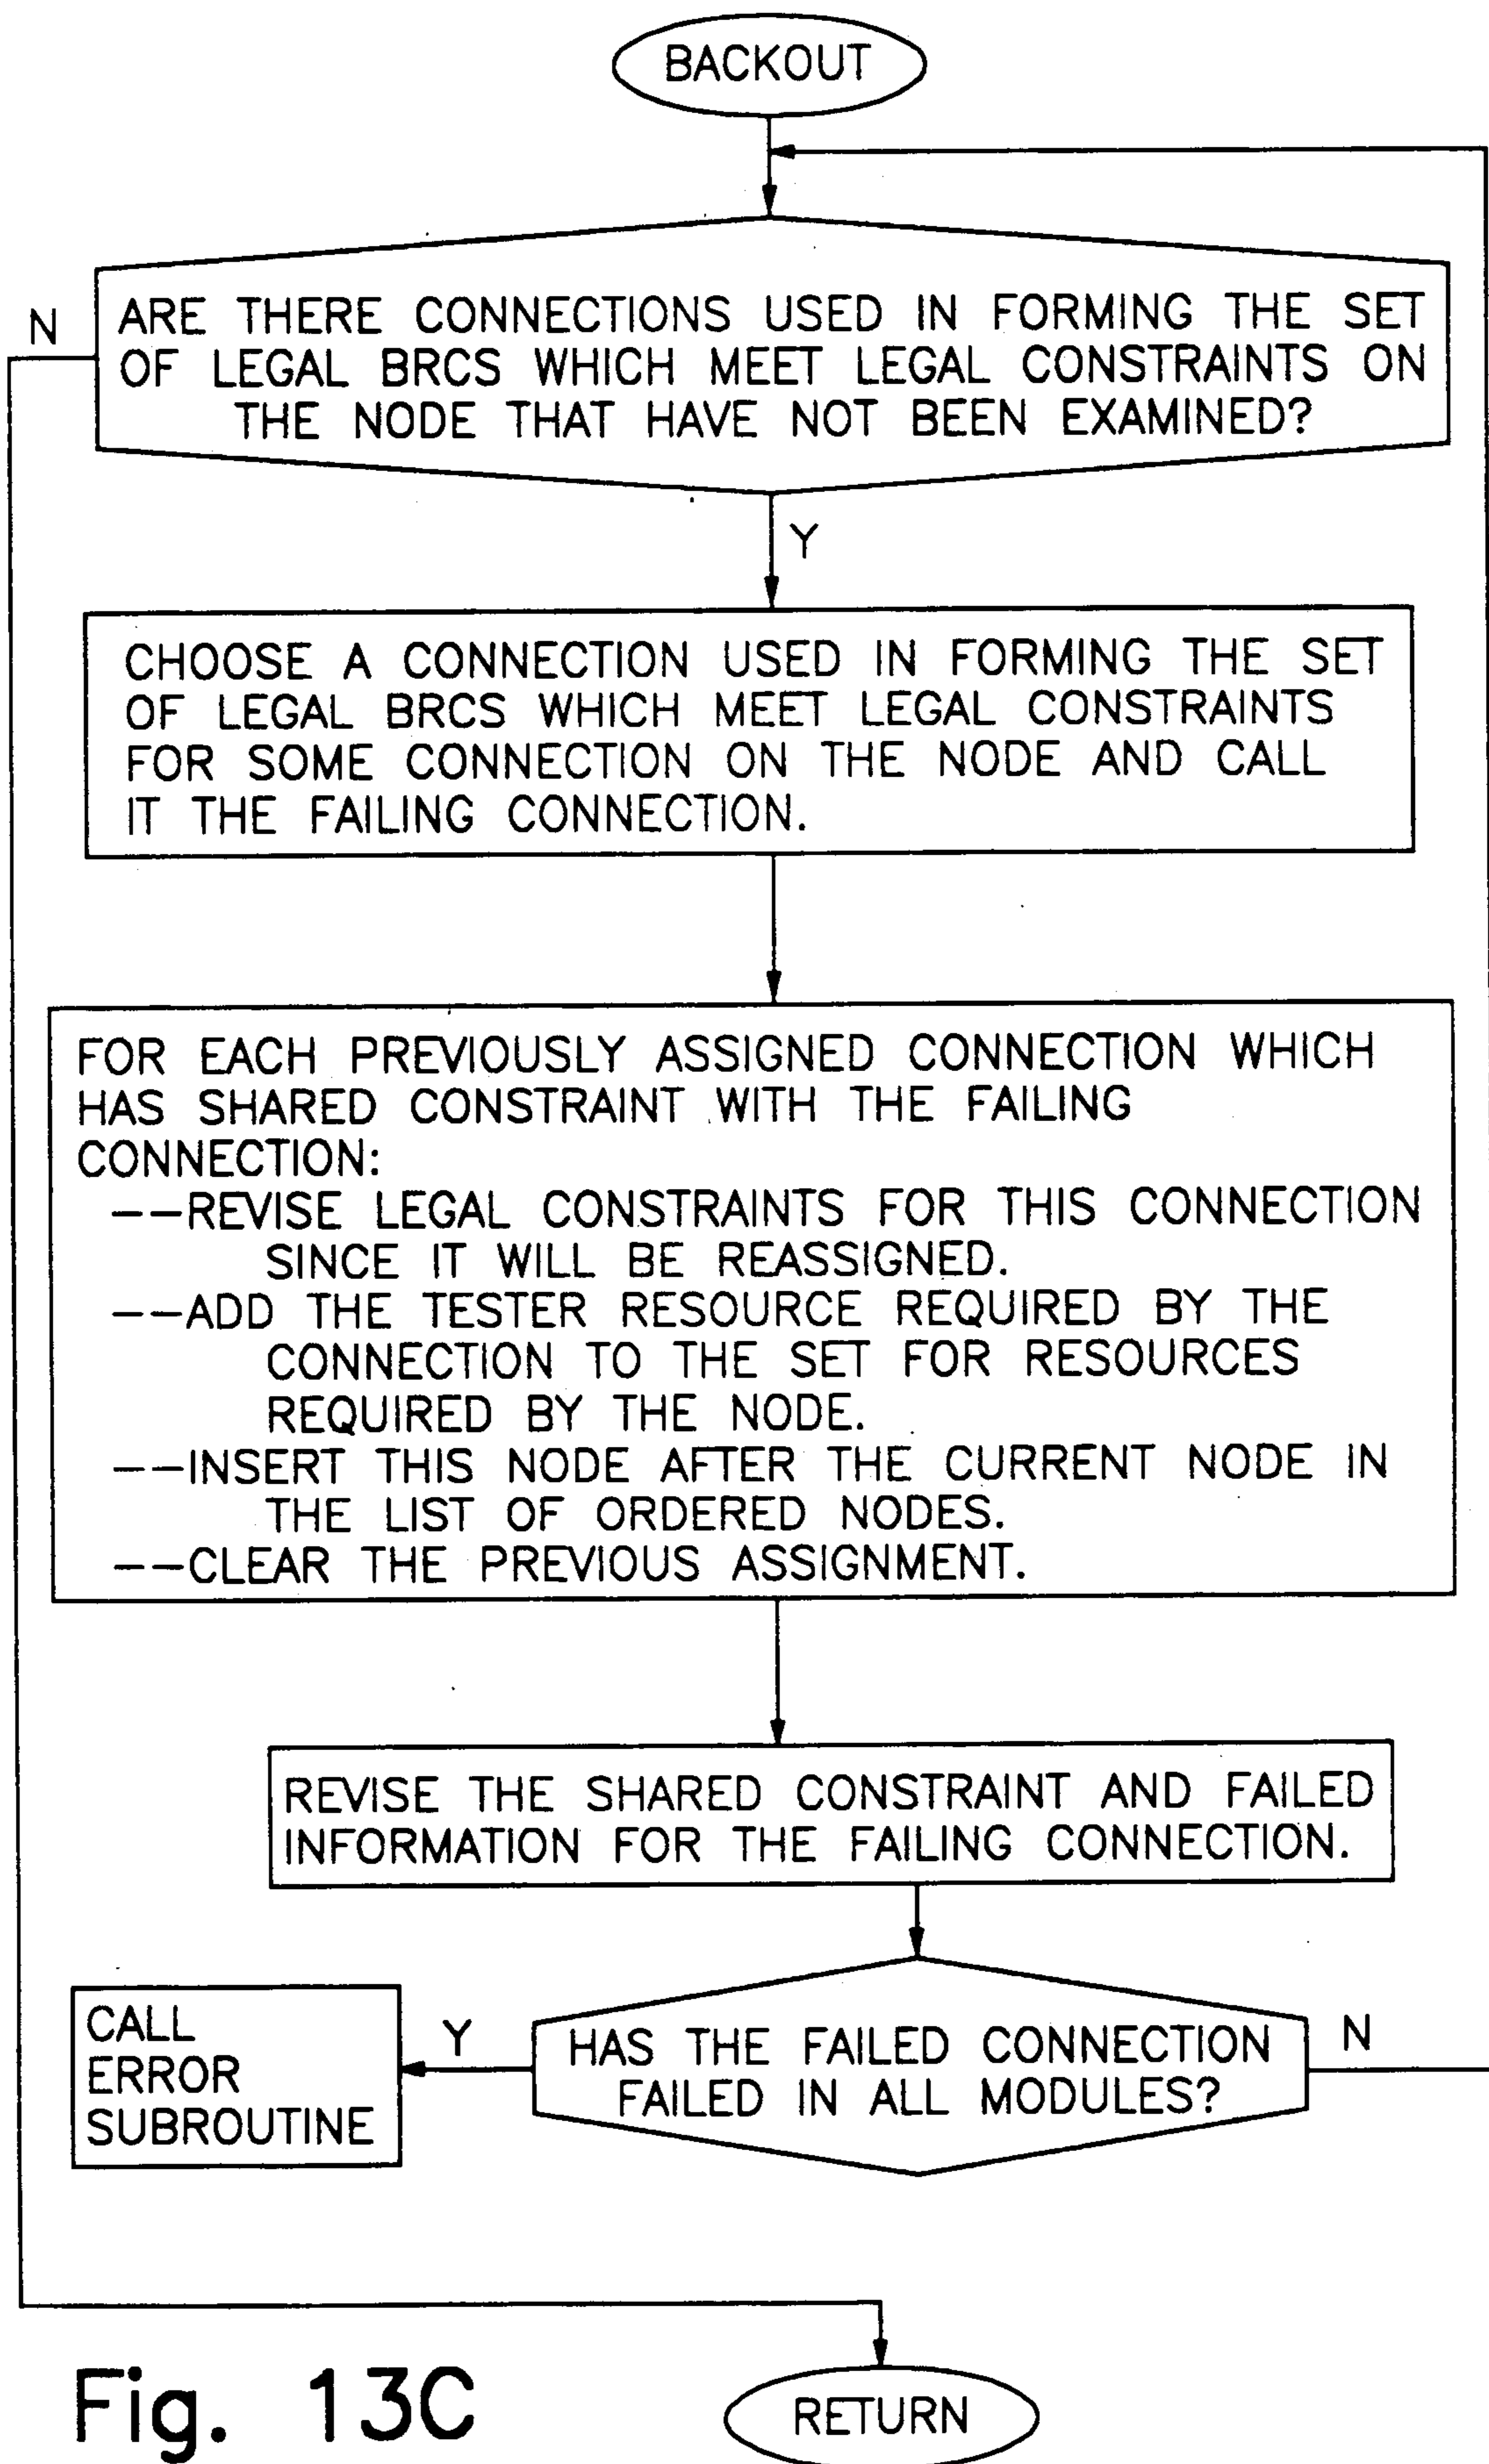 BACKOUT
N
ARE THERE CONNECTIONS USED IN FORMING THE SET
OF LEGAL BRCS WHICH MEET LEGAL CONSTRAINTS ON
THE NODE THAT HAVE NOT BEEN EXAMINED?
Y
CHOOSE A CONNECTION USED IN FORMING THE SET
OF LEGAL BRCS WHICH MEET LEGAL CONSTRAINTS
FOR SOME CONNECTION ON THE NODE AND CALL
IT THE FAILING CONNECTION.
FOR EACH PREVIOUSLY ASSIGNED CONNECTION WHICH
HAS SHARED CONSTRAINT WITH THE FAILING
CONNECTION:
--REVISE LEGAL CONSTRAINTS FOR THIS CONNECTION
SINCE IT WILL BE REASSIGNED.
--ADD THE TESTER RESOURCE REQUIRED BY THE
CONNECTION TO THE SET FOR RESOURCES
REQUIRED BY THE NODE.
--INSERT THIS NODE AFTER THE CURRENT NODE IN
THE LIST OF ORDERED NODES.
--CLEAR THE PREVIOUS ASSIGNMENT.
REVISE THE SHARED CONSTRAINT AND FAILED
INFORMATION FOR THE FAILING CONNECTION.
CALL
ERROR
SUBROUTINE
Y
HAS THE FAILED CONNECTION
FAILED IN ALL MODULES?
N
Fig. 13C
RETURN